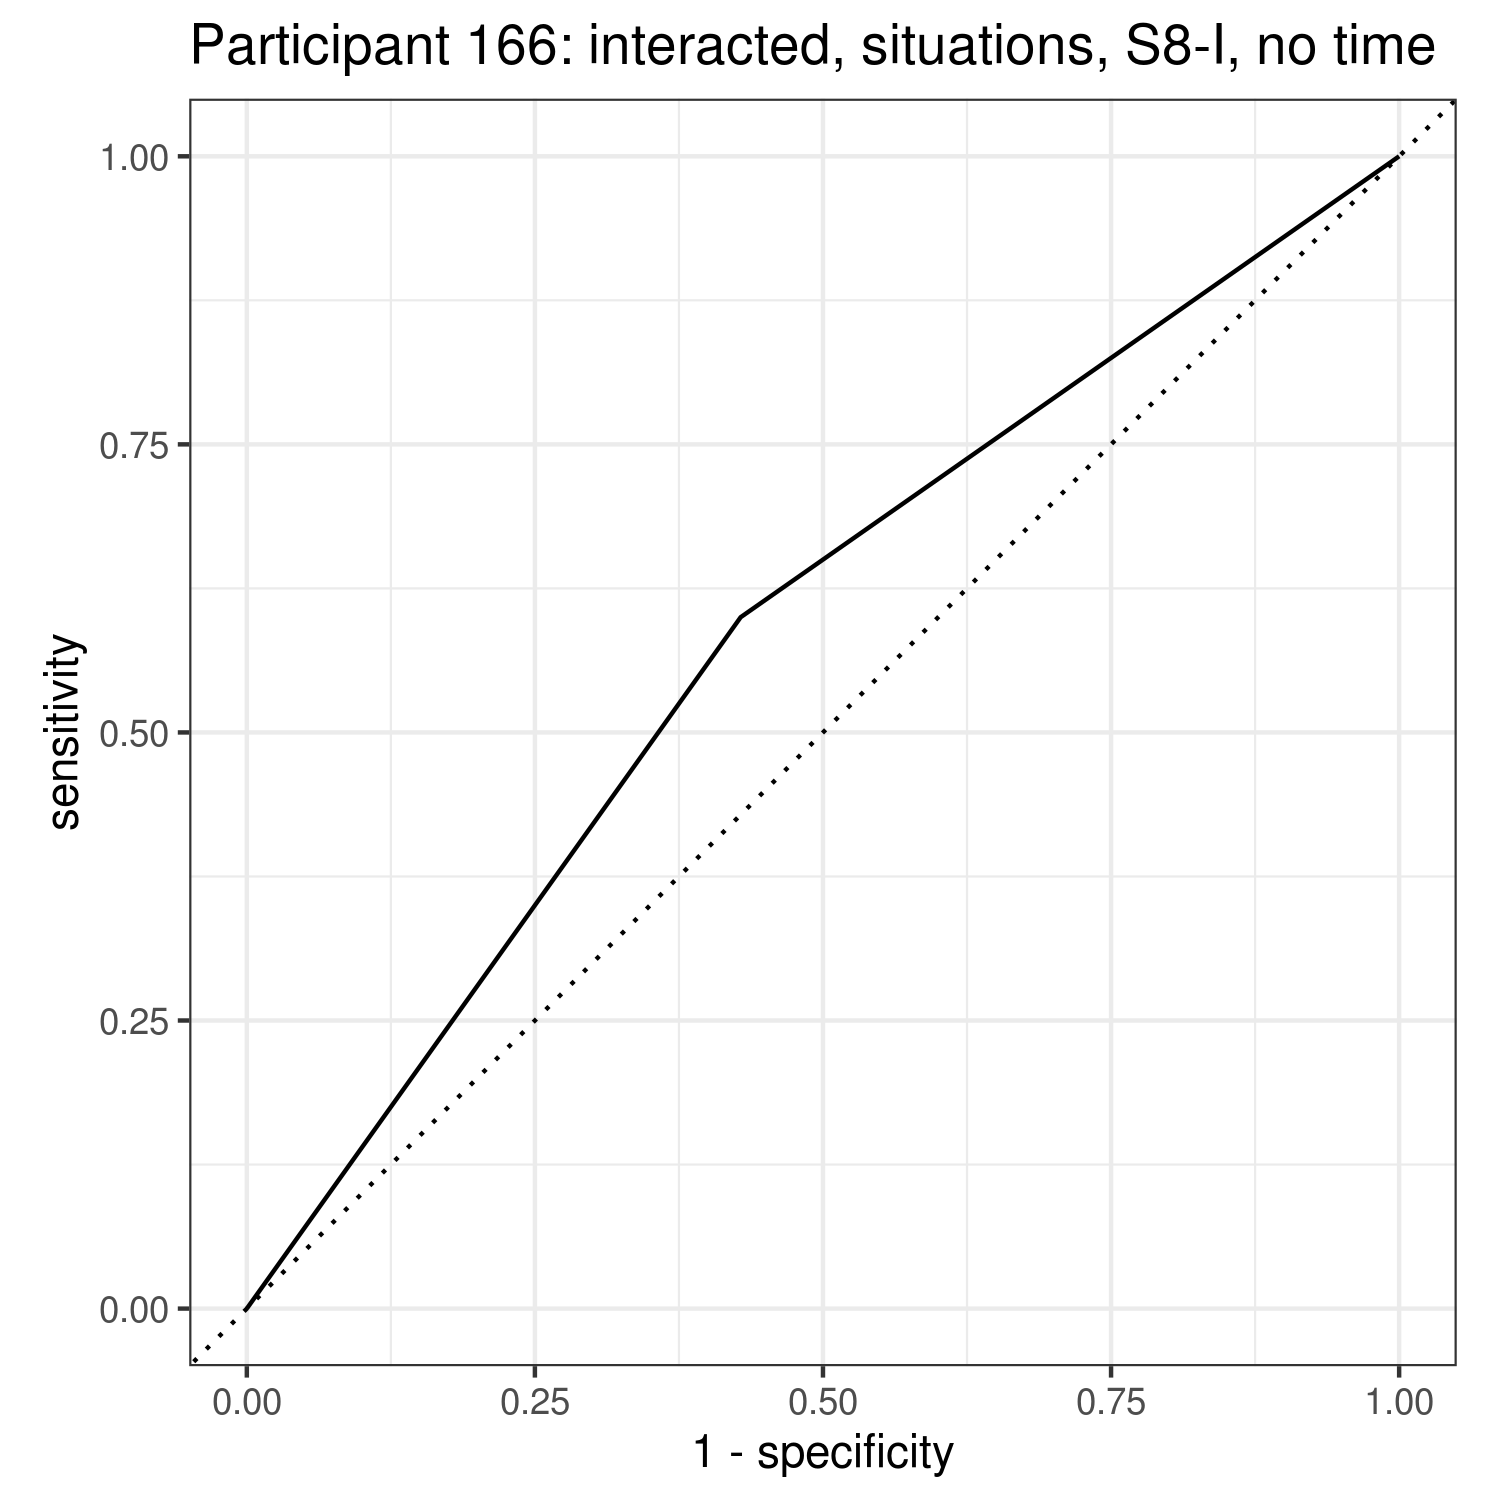 Participant 166: interacted, situations, S8-I, no time
1.00
0.75
0.50
0.25
0.00
sensitivity
0.00 0.25 0.50 0.75 1.00
1 - specificity